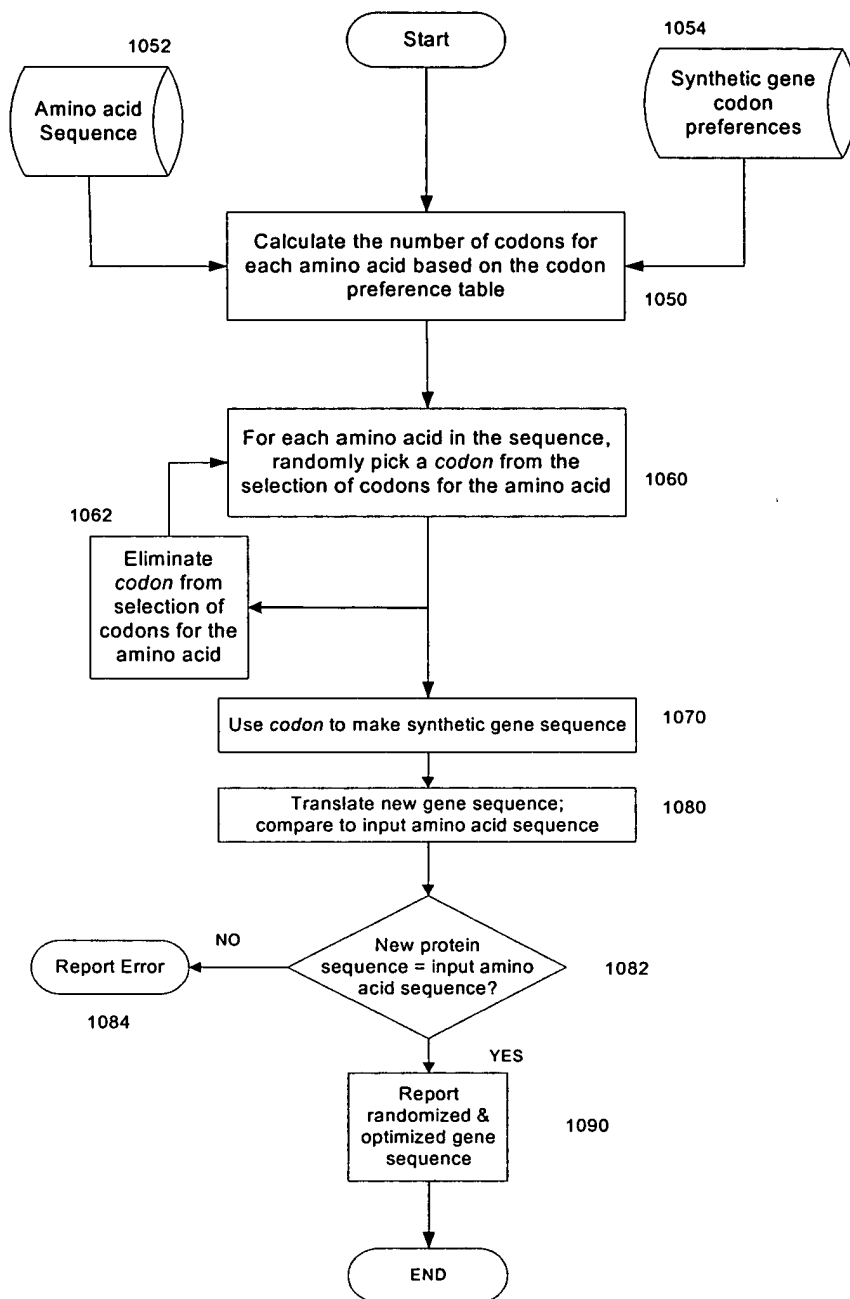 1052
Start
1054
Amino acid
Sequence
Synthetic gene
codon
preferences
Calculate the number of codons for
each amino acid based on the codon
preference table
1050
For each amino acid in the sequence,
randomly pick a codon from the
selection of codons for the amino acid
1060
1062
Eliminate
codon from
selection of
codons for the
amino acid
Use codon to make synthetic gene sequence
1070
Translate new gene sequence;
compare to input amino acid sequence
1080
New protein
sequence = input amino
acid sequence?
1082
NO
Report Error
1084
YES
Report
randomized &
optimized gene
sequence
1090
END